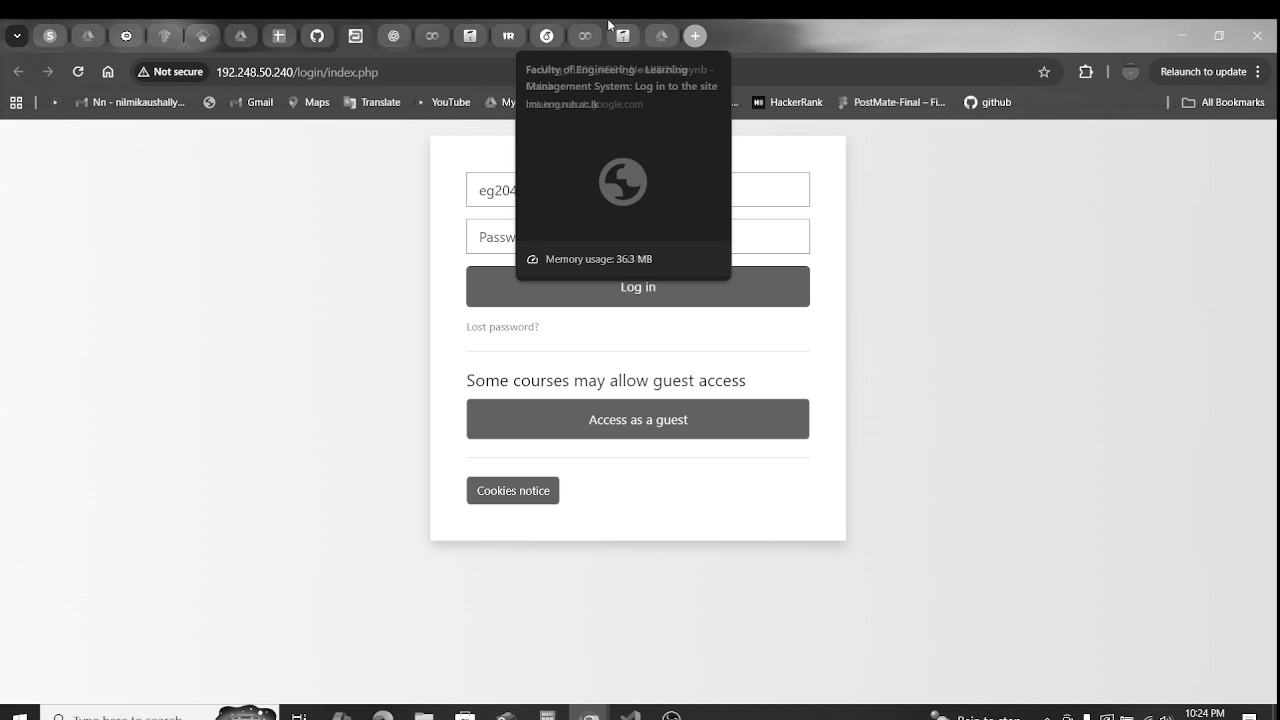 Not secure
192.248.50.240/login/index.php
Relaunch to update
Nn - nilmikaushally...
Gmail
Maps
Translate
YouTube
HackerRank
PostMate-Final – Fi...
github
All Bookmarks
Faculty of Engineering - Learning
Management System: Log in to the site
lms.eng.ruh.ac.lk
Memory usage: 36.3 MB
eg204
Passw
Log in
Lost password?
Some courses may allow guest access
Access as a guest
Cookies notice
Type here to search
Rain to stop
10:24 PM